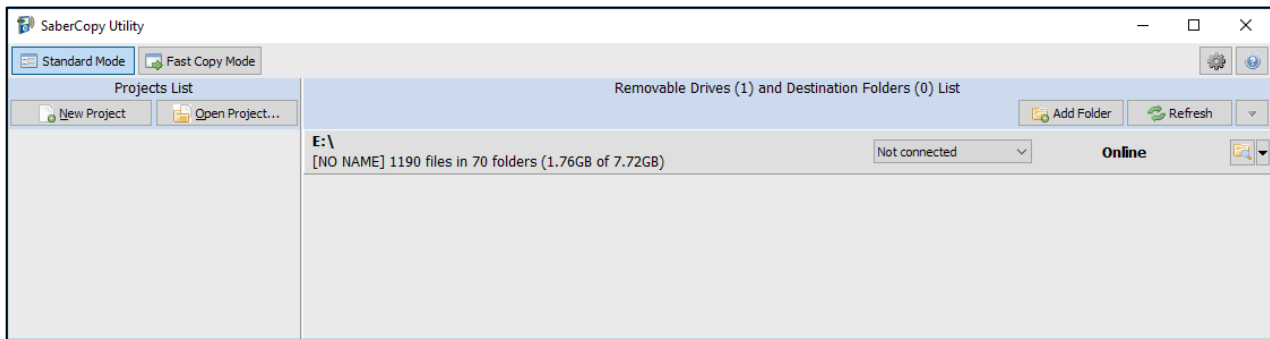 SaberCopy Utility
Standard Mode Fast Copy Mode
Projects List
New Project Open Project...
Removable Drives (1) and Destination Folders (0) List
Add Folder Refresh
E:\
[NO NAME] 1190 files in 70 folders (1.76GB of 7.72GB)
Not connected
Online